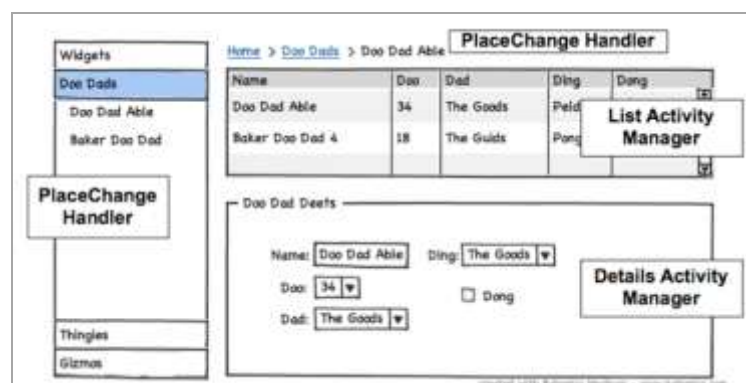 Widgets
Doo Dads
Doo Dad Able
Baker Doo Dad
PlaceChange
Handler
Thingies
Gizmos
Home > Doo Dads > Doo Dad Able
PlaceChange Handler
Name Doo Dad Ding Dong
Doo Dad Able 34 The Goods
Baker Doo Dad 4 18 The Guids Pong
List Activity
Manager
Doo Dad Deets
Name: Doo Dad Able Ding: The Goods
Doo: 34 Dong
Dad: The Goods
Details Activity
Manager